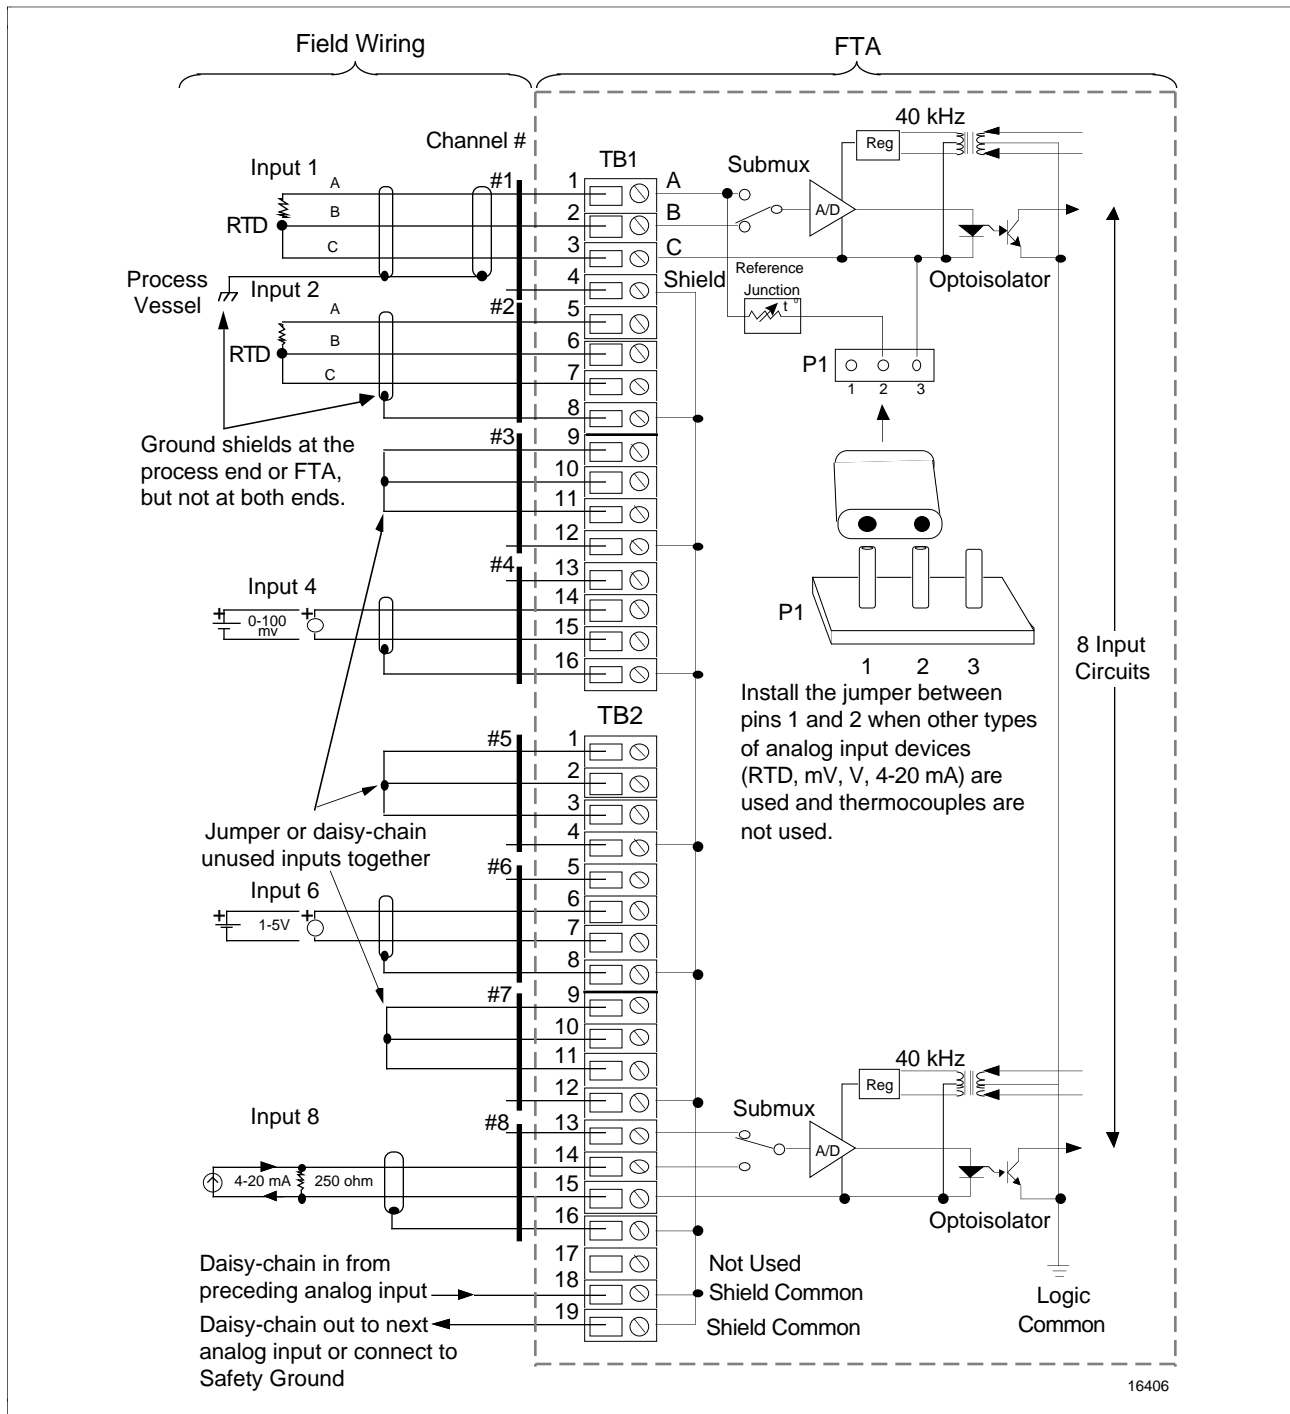 Field Wiring
FTA
40 kHz
Channel #
Reg
TB1
Submux
Input 1
#1
1
A
A
A/D
B
2
B
RTD
C
3
C
Optoisolator
4
Shield
Reference
Junction
t °
Process
Vessel
Input 2
#2
5
A
6
B
RTD
7
C
P1
1 2 3
8
Ground shields at the
process end or FTA,
but not at both ends.
#3
9
10
11
12
#4
13
Input 4
14
+
+
0-100
mv
15
16
P1
1 2 3
8 Input
Circuits
Install the jumper between
pins 1 and 2 when other types
of analog input devices
(RTD, mV, V, 4-20 mA) are
used and thermocouples are
not used.
TB2
#5
1
2
3
4
Jumper or daisy-chain
unused inputs together
#6
5
Input 6
6
+
+
1-5V
7
8
#7
9
10
11
12
40 kHz
Reg
Submux
Input 8
#8
13
A/D
14
4-20 mA
250 ohm
15
16
Optoisolator
17
Not Used
Daisy-chain in from
preceding analog input
18
Shield Common
19
Shield Common
Daisy-chain out to next
analog input or connect to
Safety Ground
Logic
Common
16406